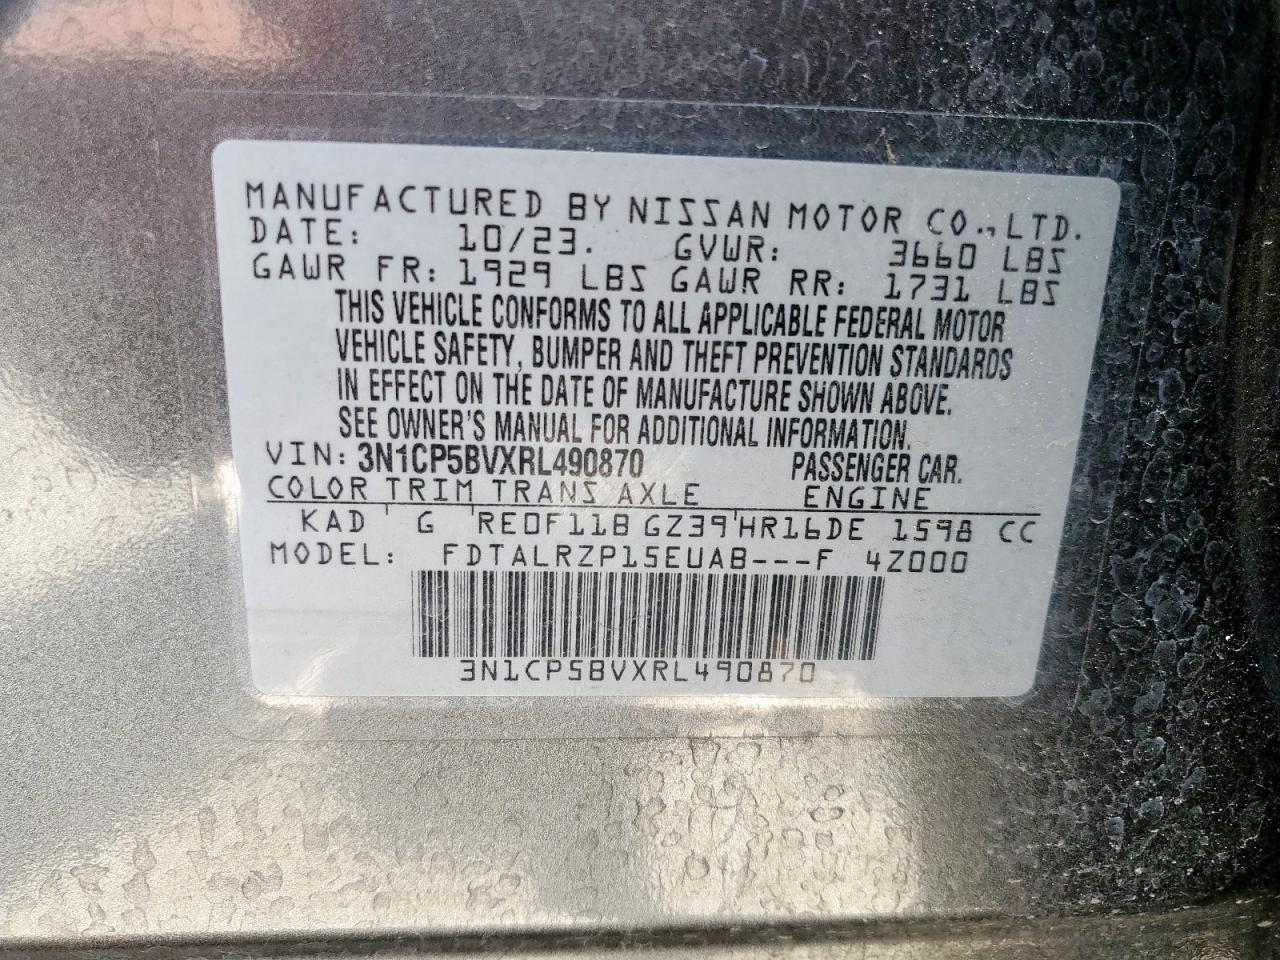 MANUFACTURED BY NISSAN MOTOR CO., LTD.
DATE: 10/23. GVWR: 3660 LBS
GAWR FR: 1929 LBS GAWR RR: 1731 LBS
THIS VEHICLE CONFORMS TO ALL APPLICABLE FEDERAL MOTOR
VEHICLE SAFETY, BUMPER AND THEFT PREVENTION STANDARDS
IN EFFECT ON THE DATE OF MANUFACTURE SHOWN ABOVE.
SEE OWNER'S MANUAL FOR ADDITIONAL INFORMATION.
VIN: 3N1CP5BVXRL490870 PASSENGER CAR.
COLOR TRIM TRANS AXLE ENGINE
KAD G RE0F11B GZ39 HR16DE 1598 CC
MODEL: FDTALRZP15EUAB---F 4Z000
3N1CP5BVXRL490870